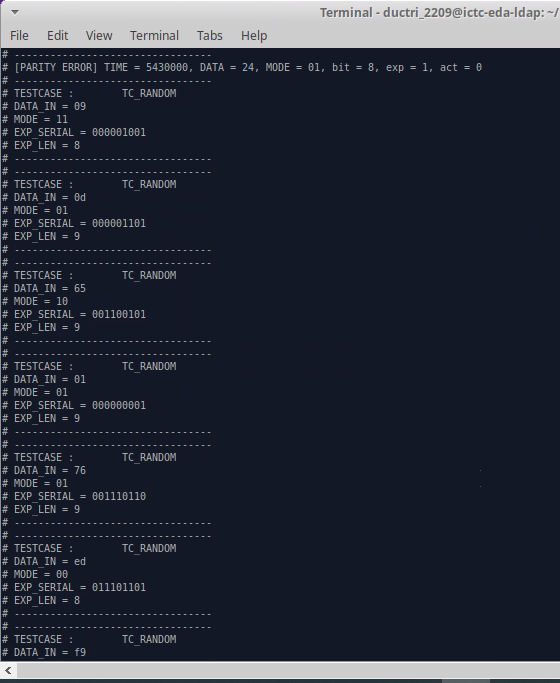 Terminal - ductri_2209@ictc-eda-ldap: ~/
File Edit View Terminal Tabs Help
# ---------------------------------
# [PARITY ERROR] TIME = 5430000, DATA = 24, MODE = 01, bit = 8, exp = 1, act = 0
# ---------------------------------
# TESTCASE : TC_RANDOM
# DATA_IN = 09
# MODE = 11
# EXP_SERIAL = 000001001
# EXP_LEN = 8
# ---------------------------------
# ---------------------------------
# TESTCASE : TC_RANDOM
# DATA_IN = 0d
# MODE = 01
# EXP_SERIAL = 000001101
# EXP_LEN = 9
# ---------------------------------
# ---------------------------------
# TESTCASE : TC_RANDOM
# DATA_IN = 65
# MODE = 10
# EXP_SERIAL = 001100101
# EXP_LEN = 9
# ---------------------------------
# ---------------------------------
# TESTCASE : TC_RANDOM
# DATA_IN = 01
# MODE = 01
# EXP_SERIAL = 000000001
# EXP_LEN = 9
# ---------------------------------
# ---------------------------------
# TESTCASE : TC_RANDOM
# DATA_IN = 76
# MODE = 01
# EXP_SERIAL = 001110110
# EXP_LEN = 9
# ---------------------------------
# ---------------------------------
# TESTCASE : TC_RANDOM
# DATA_IN = ed
# MODE = 00
# EXP_SERIAL = 011101101
# EXP_LEN = 8
# ---------------------------------
# ---------------------------------
# TESTCASE : TC_RANDOM
# DATA_IN = f9